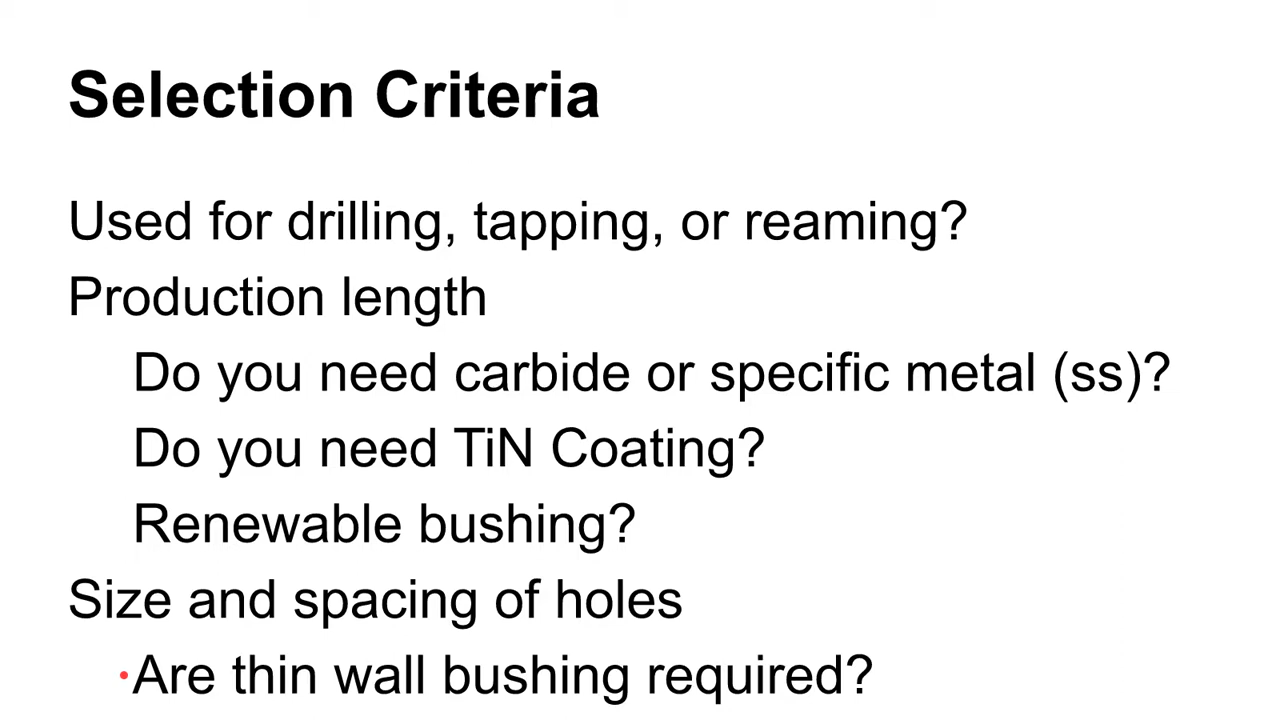 Selection Criteria
Used for drilling, tapping, or reaming?
Production length
Do you need carbide or specific metal (ss)?
Do you need TiN Coating?
Renewable bushing?
Size and spacing of holes
·Are thin wall bushing required?